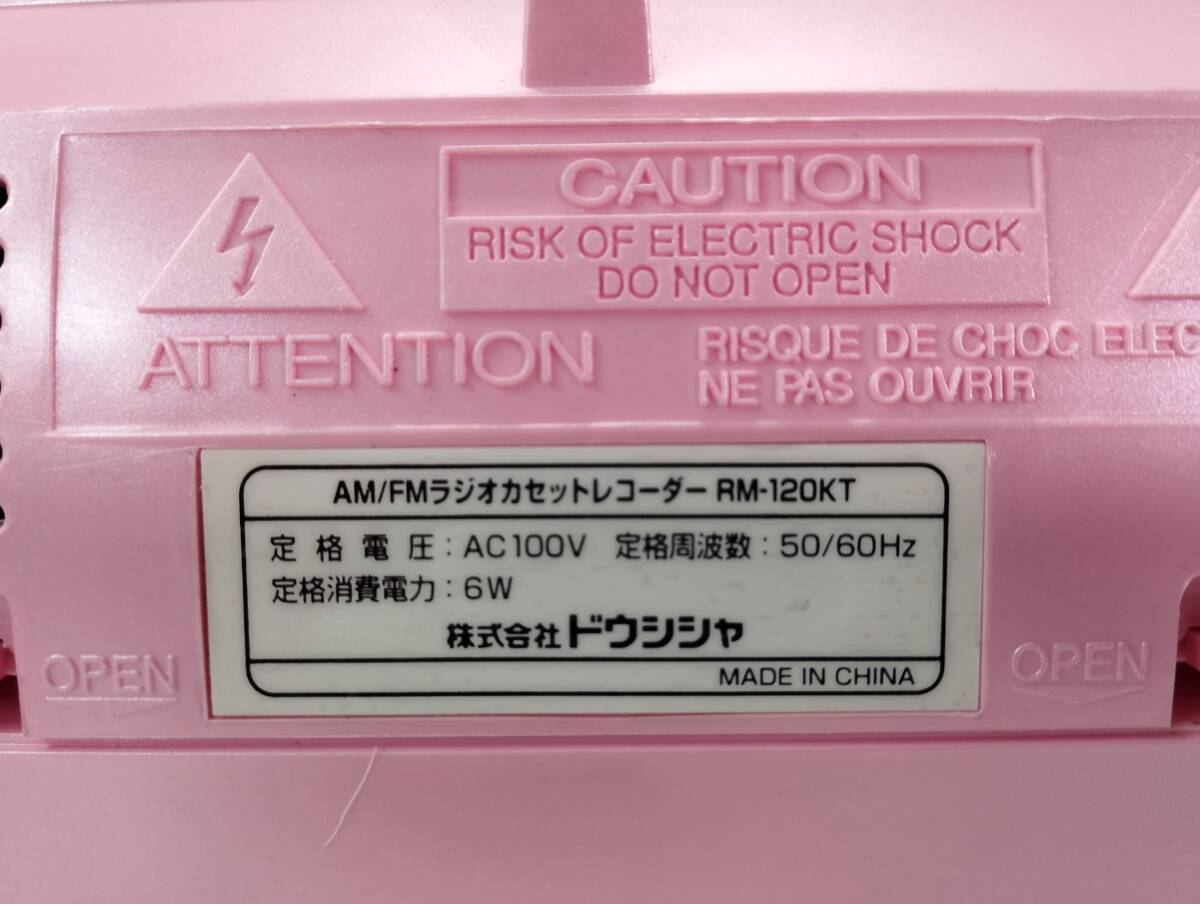 CAUTION
RISK OF ELECTRIC SHOCK
DO NOT OPEN
ATTENTION
RISQUE DE CHOC
NE PAS OUVRIR
AM/FMラジオカセットレコーダー RM-120KT
定格電圧:AC100V 定格周波数:50/60Hz
定格消費電力:6W
株式会社ドウシシャ
MADE IN CHINA
OPEN
OPEN